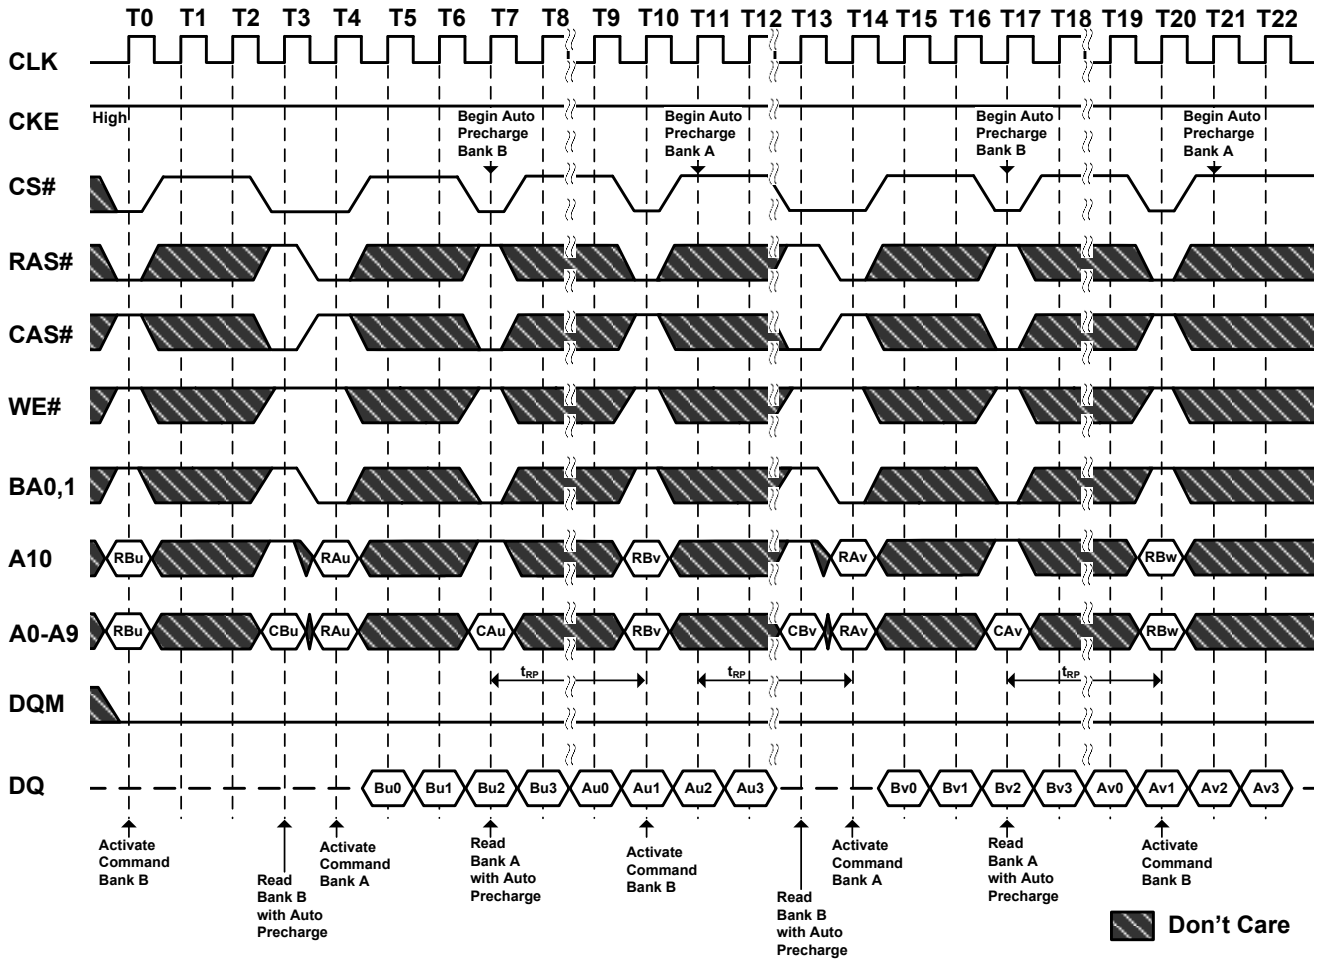 T0 T1 T2 T3 T4 T5 T6 T7 T8 T9 T10 T11 T12 T13 T14 T15 T16 T17 T18 T19 T20 T21 T22
CLK
CKE
High
Begin Auto
Precharge
Bank B
Begin Auto
Precharge
Bank A
Begin Auto
Precharge
Bank B
Begin Auto
Precharge
Bank A
CS#
RAS#
CAS#
WE#
BA0,1
A10
RBu RAu RBv RAv RBw
A0-A9
RBu CBu RAu CAu RBv CBv RAv CAv RBw
tRP tRP tRP
DQM
DQ
Bu0 Bu1 Bu2 Bu3 Au0 Au1 Au2 Au3 Bv0 Bv1 Bv2 Bv3 Av0 Av1 Av2 Av3
Activate
Command
Bank B
Read
Bank B
with Auto
Precharge
Activate
Command
Bank A
Read
Bank A
with Auto
Precharge
Activate
Command
Bank B
Read
Bank B
with Auto
Precharge
Activate
Command
Bank A
Read
Bank A
with Auto
Precharge
Activate
Command
Bank B
Don't Care